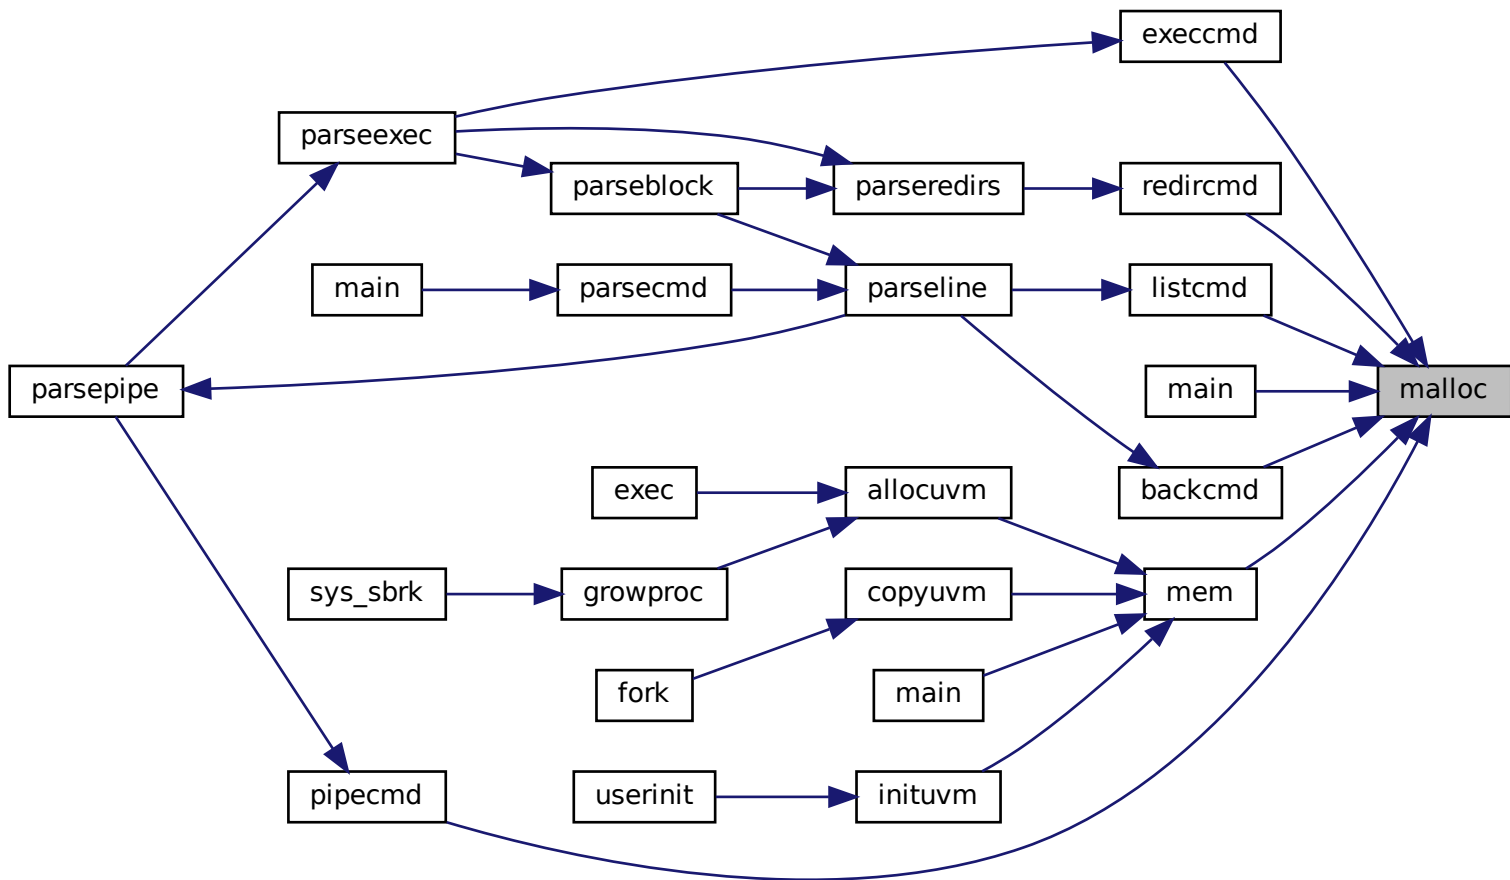 execcmd
parseexec
parseblock
parseredirs
redircmd
main
parsecmd
parseline
listcmd
parsepipe
main
malloc
exec
allocuvm
backcmd
sys_sbrk
growproc
copyuvm
mem
fork
main
pipecmd
userinit
inituvm